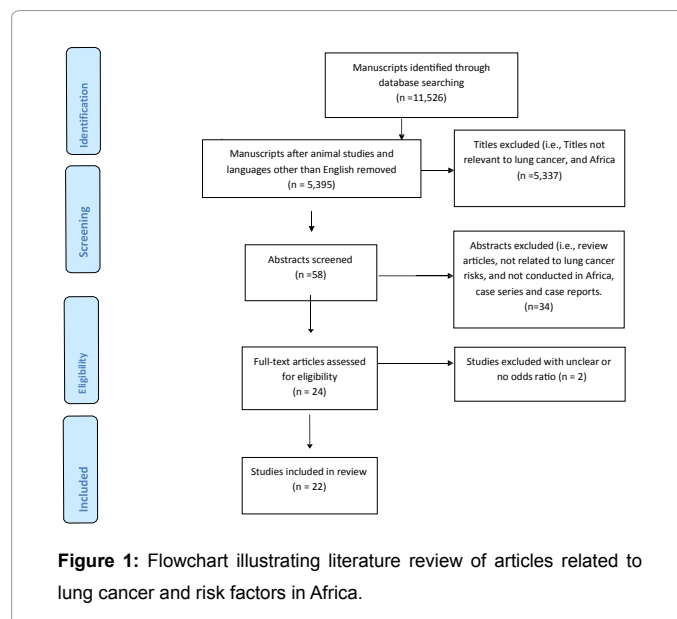 Identification
Manuscripts identified through
database searching
(n =11,526)
Manuscripts after animal studies and
languages other than English removed
(n = 5,395)
Titles excluded (i.e., Titles not
relevant to lung cancer, and Africa
(n =5,337)
Screening
Abstracts screened
(n =58)
Abstracts excluded (i.e., review
articles, not related to lung cancer
risks, and not conducted in Africa,
case series and case reports.
(n=34)
Eligibility
Full-text articles assessed
for eligibility
(n = 24)
Studies excluded with unclear or
no odds ratio (n = 2)
Included
Studies included in review
(n = 22)
Figure 1: Flowchart illustrating literature review of articles related to
lung cancer and risk factors in Africa.